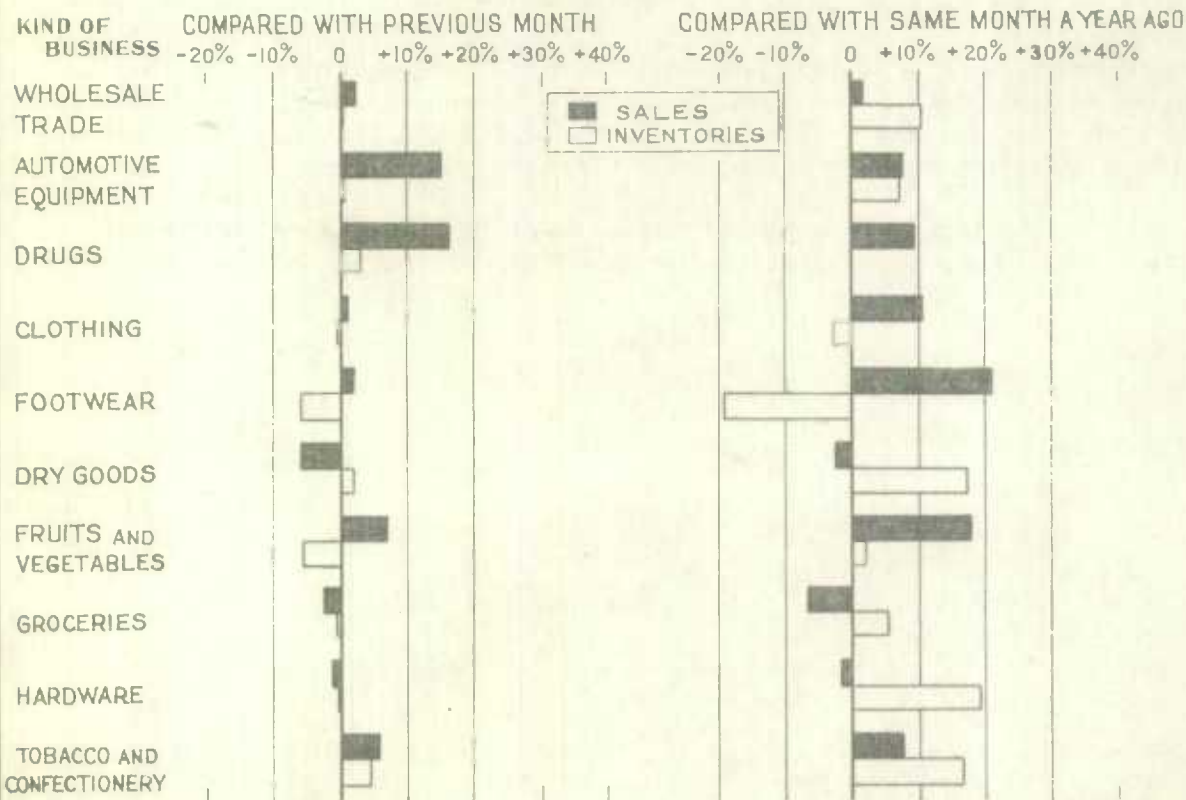 KIND OF BUSINESS
COMPARED WITH PREVIOUS MONTH
-20% -10% 0 +10% +20% +30% +40%
COMPARED WITH SAME MONTH A YEAR AGO
-20% -10% 0 +10% +20% +30% +40%
SALES
INVENTORIES
WHOLESALE
TRADE
AUTOMOTIVE
EQUIPMENT
DRUGS
CLOTHING
FOOTWEAR
DRY GOODS
FRUITS AND
VEGETABLES
GROCERIES
HARDWARE
TOBACCO AND
CONFECTIONERY